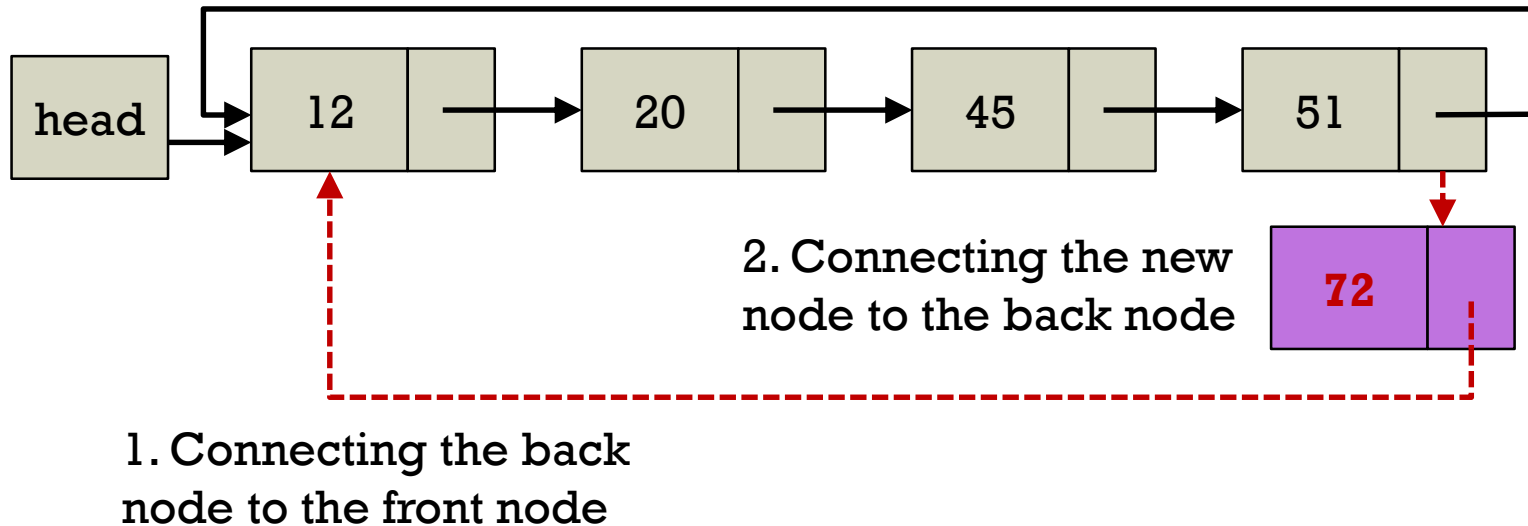 head
12
20
45
51
72
2. Connecting the new
node to the back node
1. Connecting the back
node to the front node